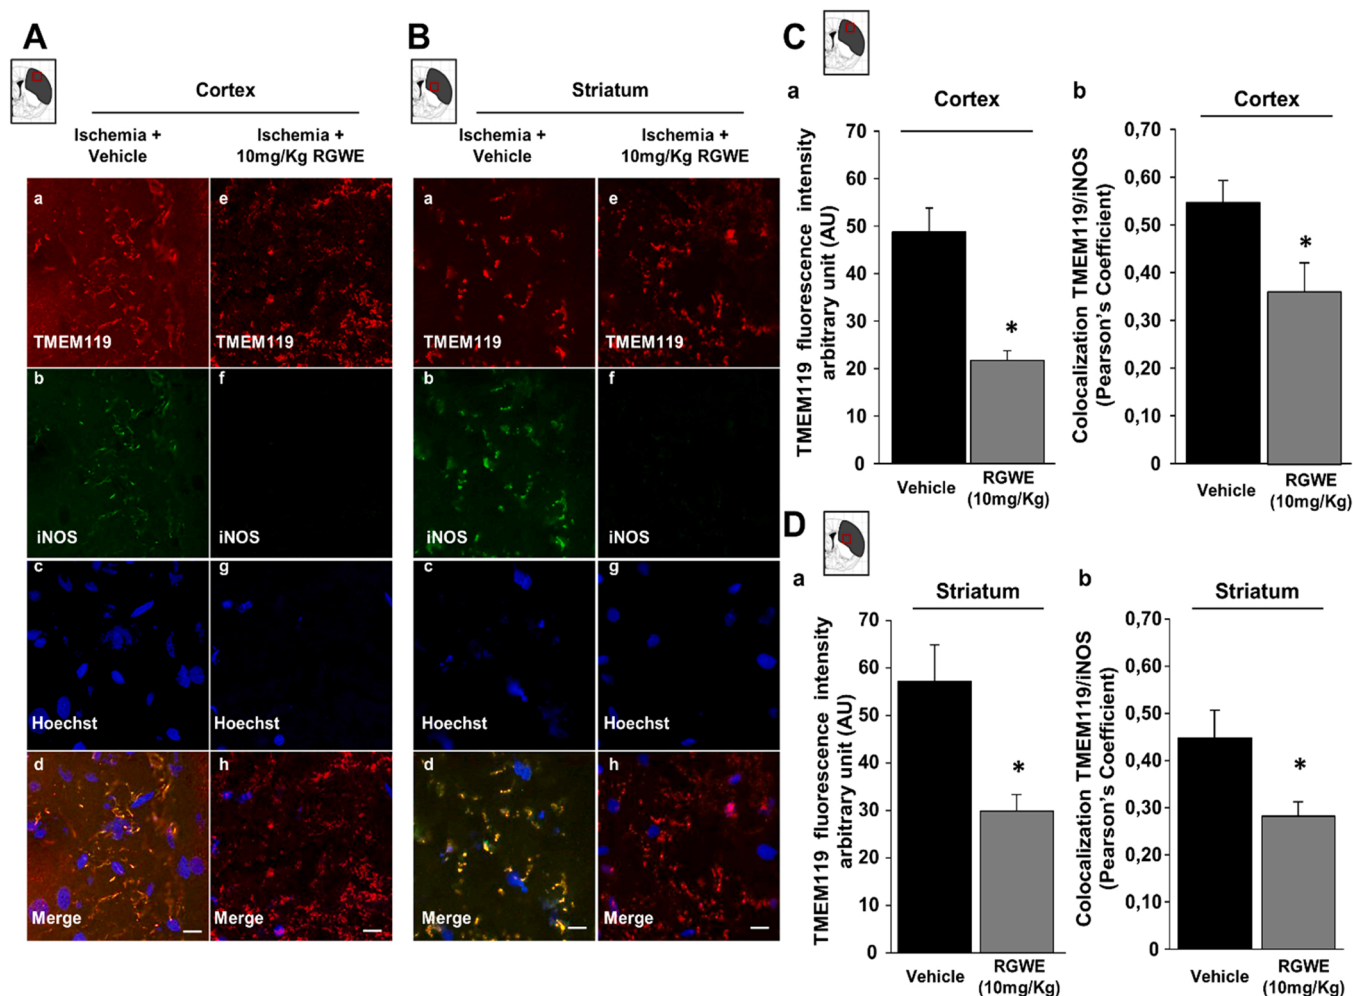 A
Cortex
Ischemia +
Vehicle
Ischemia +
10mg/Kg RGWE
a
TMEM119
e
TMEM119
b
iNOS
f
iNOS
c
Hoechst
g
Hoechst
d
Merge
h
Merge
B
Striatum
Ischemia +
Vehicle
Ischemia +
10mg/Kg RGWE
a
TMEM119
e
TMEM119
b
iNOS
f
iNOS
c
Hoechst
g
Hoechst
d
Merge
h
Merge
C
a
Cortex
TMEM119 fluorescence intensity
arbitrary unit (AU)
70
60
50
40
30
20
10
0
*
Vehicle
RGWE
(10mg/Kg)
b
Cortex
Colocalization TMEM119/iNOS
(Pearson's Coefficient)
0,70
0,60
0,50
0,40
0,30
0,20
0,10
0
*
Vehicle
RGWE
(10mg/Kg)
D
a
Striatum
TMEM119 fluorescence intensity
arbitrary unit (AU)
70
60
50
40
30
20
10
0
*
Vehicle
RGWE
(10mg/Kg)
b
Striatum
Colocalization TMEM119/iNOS
(Pearson's Coefficient)
0,70
0,60
0,50
0,40
0,30
0,20
0,10
0
*
Vehicle
RGWE
(10mg/Kg)